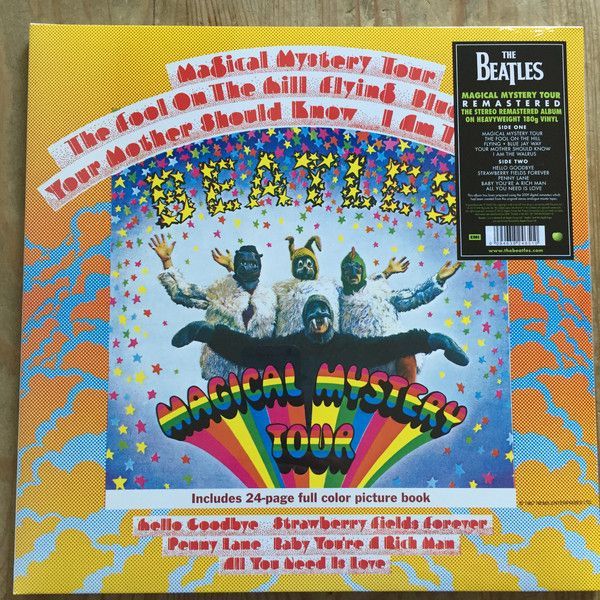 Magical Mystery Tour
The Fool On The Hill Flying Blu
Your Mother Should Know I Am T
BEATLES
MAGICAL MYSTERY
TOUR
Includes 24-page full color picture book
Hello Goodbye Strawberry Fields Forever
Penny Lane Baby You're A Rich Man
All You Need Is Love
THE
BEATLES
MAGICAL MYSTERY TOUR
REMASTERED
THE STEREO REMASTERED ALBUM
ON HEAVYWEIGHT 180g VINYL
SIDE ONE
MAGICAL MYSTERY TOUR
THE FOOL ON THE HILL
FLYING • BLUE JAY WAY
YOUR MOTHER SHOULD KNOW
I AM THE WALRUS
SIDE TWO
HELLO GOODBYE
STRAWBERRY FIELDS FOREVER
PENNY LANE
BABY YOU'RE A RICH MAN
ALL YOU NEED IS LOVE
EMI
www.thebeatles.com